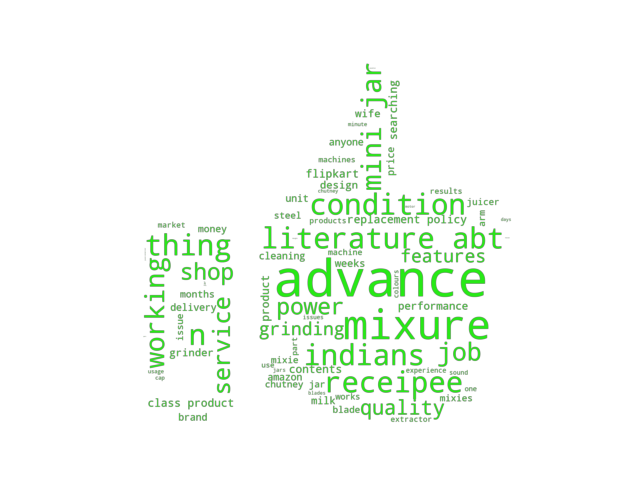 mini jar
wife
minute
price searching
anyone
machines
flipkart
design
chutney
results
unit
condition
juicer
steel
products
replacement policy
arm
days
market
money
thing
literature abt
cleaning
machine
features
working
shop
weeks
advance
colours
months
product
power
performance
delivery
service p
issue
n
issues
grinding
mixure
grinder
part
indians
job
mixie
use
contents
experience
sound
usage
cap
jars
amazon
receipee
one
chutney jar
blades
mixies
class product
milk
works
blade
quality
brand
extractor